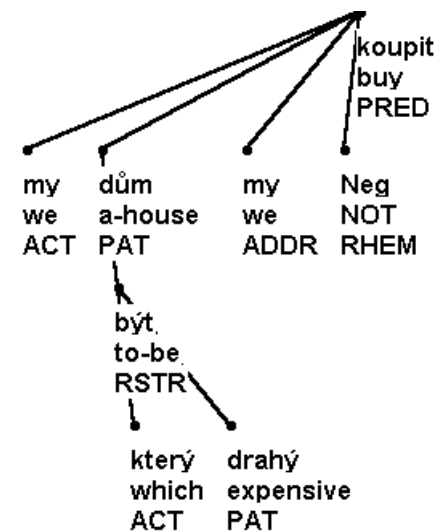 koupit
buy
PRED
my dům my Neg
we a-house we NOT
ACT PAT ADDR RHEM
být
to-be
RSTR
který drahý
which expensive
ACT PAT